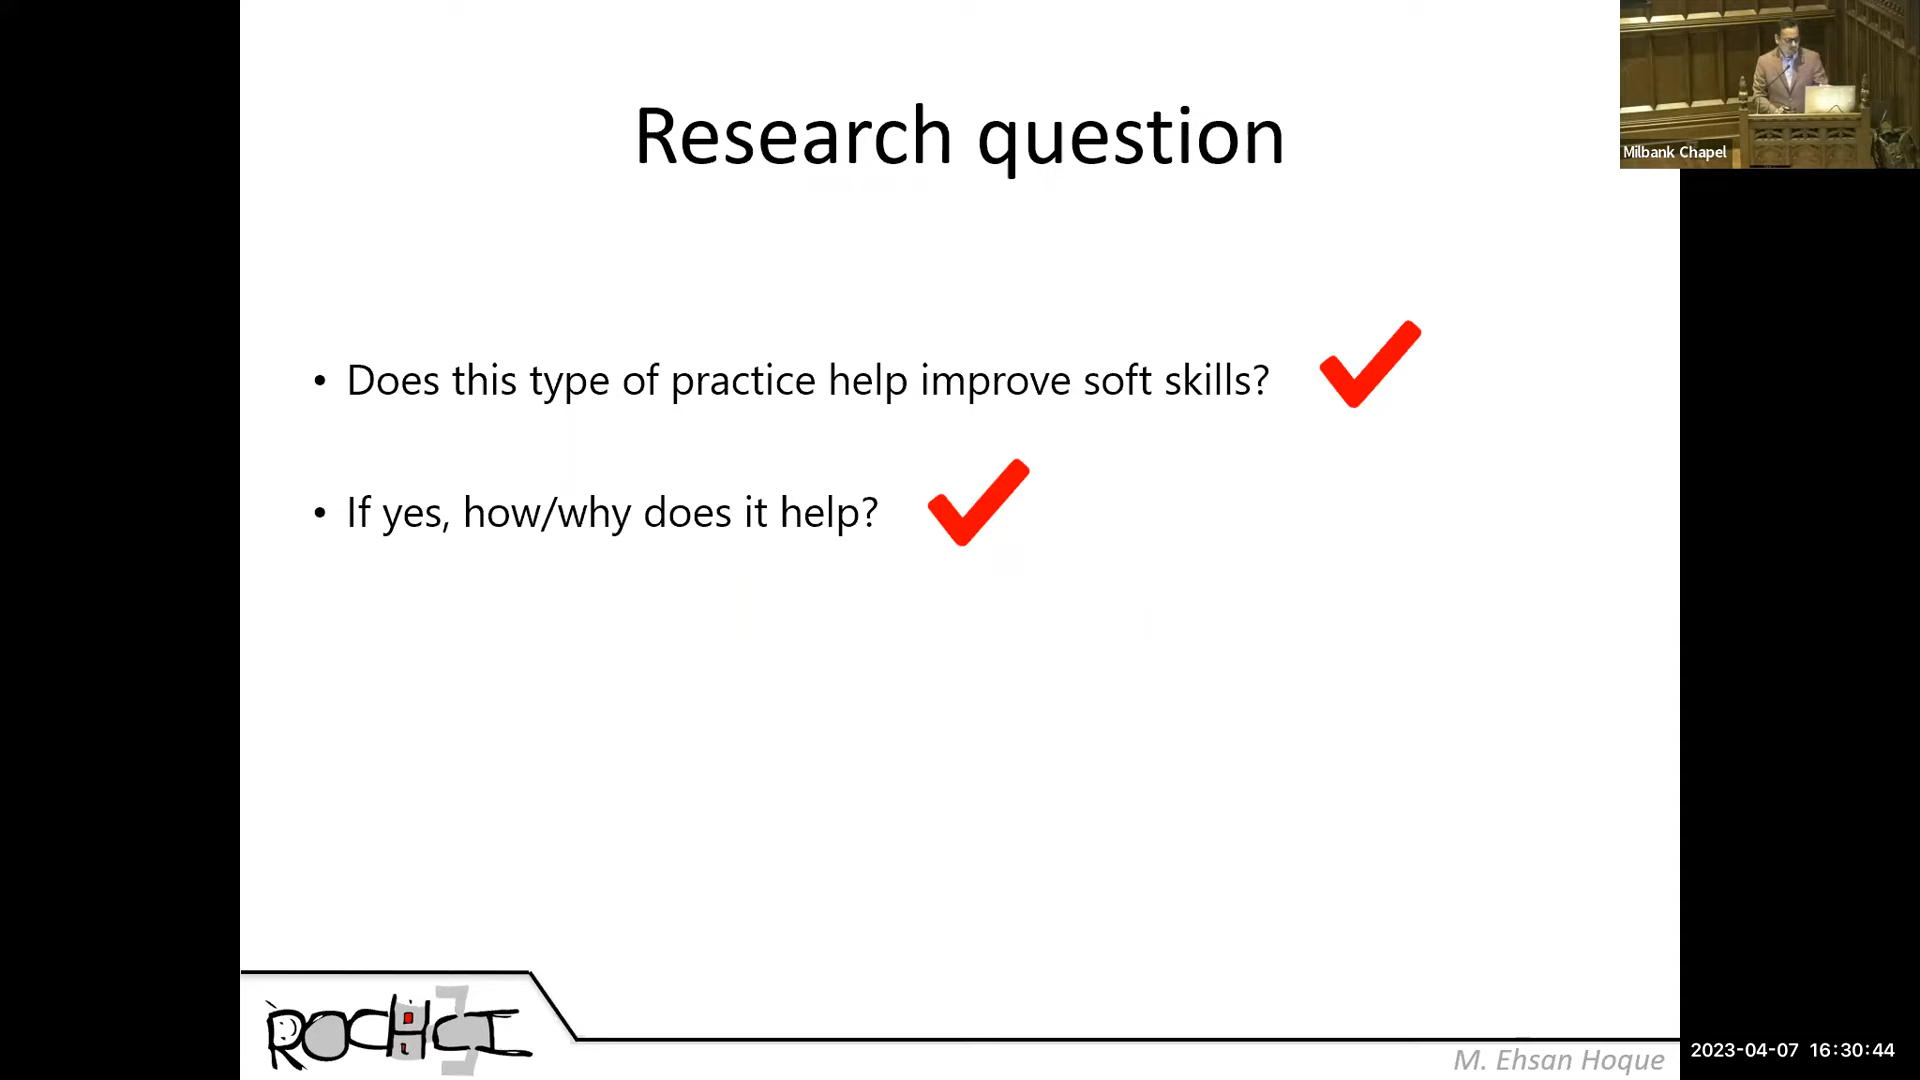 Research question
Milbank Chapel
• Does this type of practice help improve soft skills?
• If yes, how/why does it help?
ROCHCI
M. Ehsan Hoque
2023-04-07 16:30:44